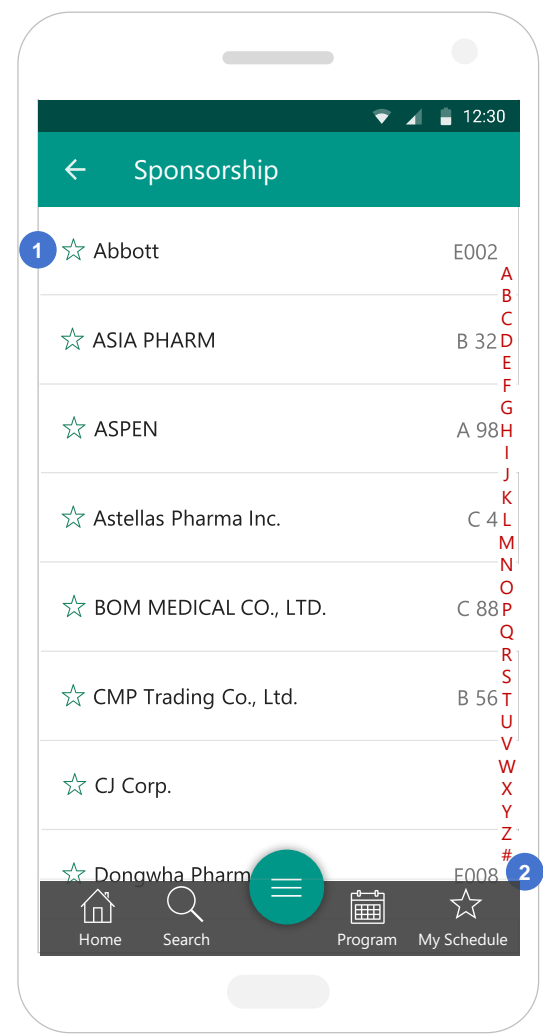 12:30
Sponsorship
1
Abbott E002
ASIA PHARM B 32
ASPEN A 98
Astellas Pharma Inc. C 4
BOM MEDICAL CO., LTD. C 88
CMP Trading Co., Ltd. B 56
CJ Corp.
Dongwha Pharm E008
A
B
C
D
E
F
G
H
I
J
K
L
M
N
O
P
Q
R
S
T
U
V
W
X
Y
Z
#
2
Home Search Program My Schedule